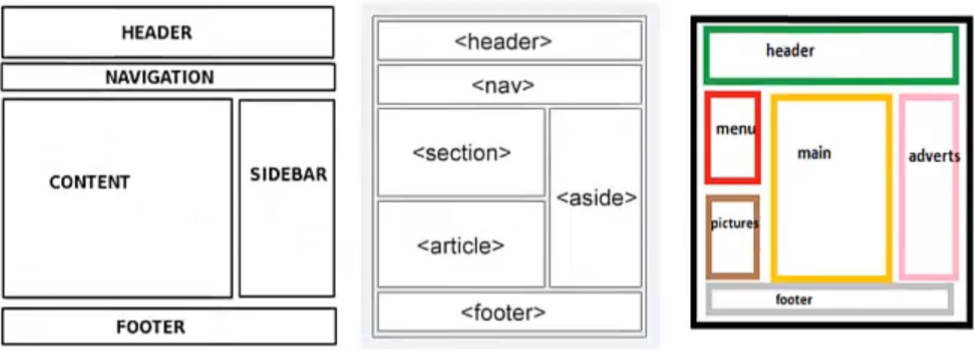 HEADER
NAVIGATION
CONTENT
SIDEBAR
FOOTER
<header>
<nav>
<section>
<aside>
<article>
<footer>
header
menu
main
adverts
pictures
footer